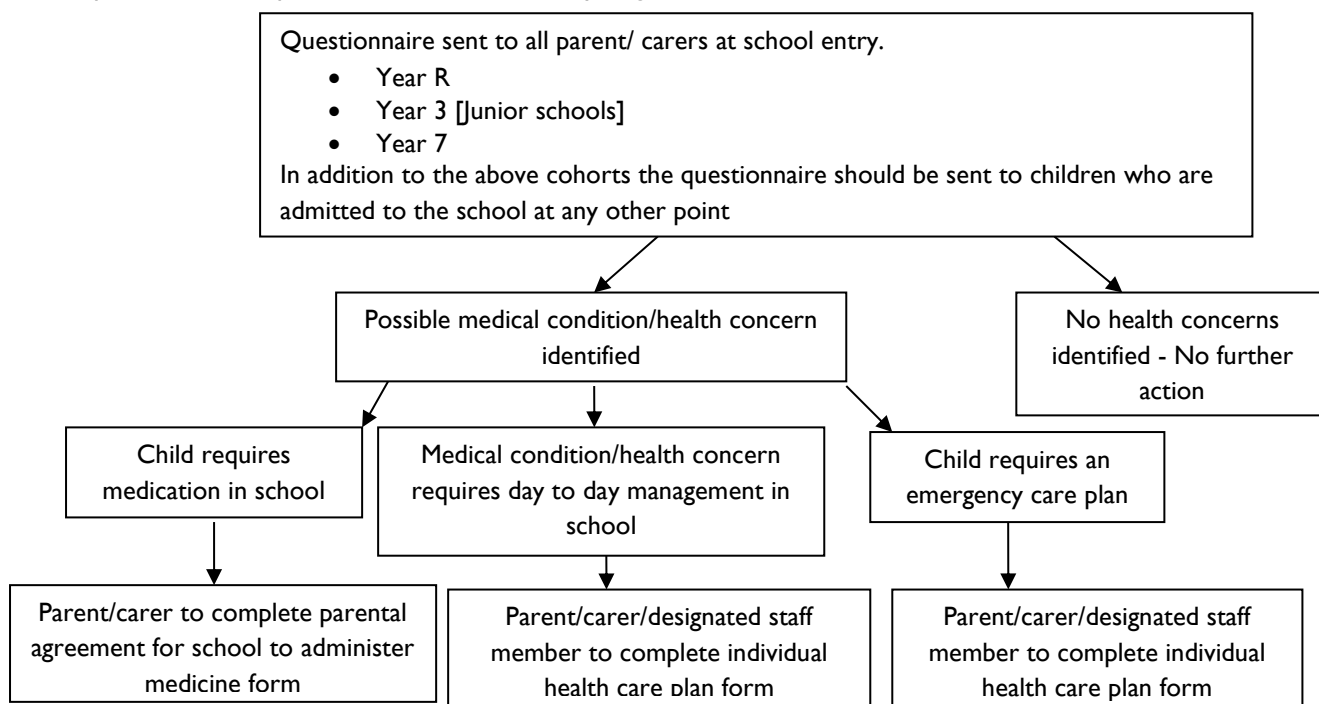 Questionnaire sent to all parent/ carers at school entry.
• Year R
• Year 3 [Junior schools]
• Year 7
In addition to the above cohorts the questionnaire should be sent to children who are
admitted to the school at any other point
Possible medical condition/health concern
identified
No health concerns
identified - No further
action
Child requires
medication in school
Medical condition/health concern
requires day to day management in
school
Child requires an
emergency care plan
Parent/carer to complete parental
agreement for school to administer
medicine form
Parent/carer/designated staff
member to complete individual
health care plan form
Parent/carer/designated staff
member to complete individual
health care plan form